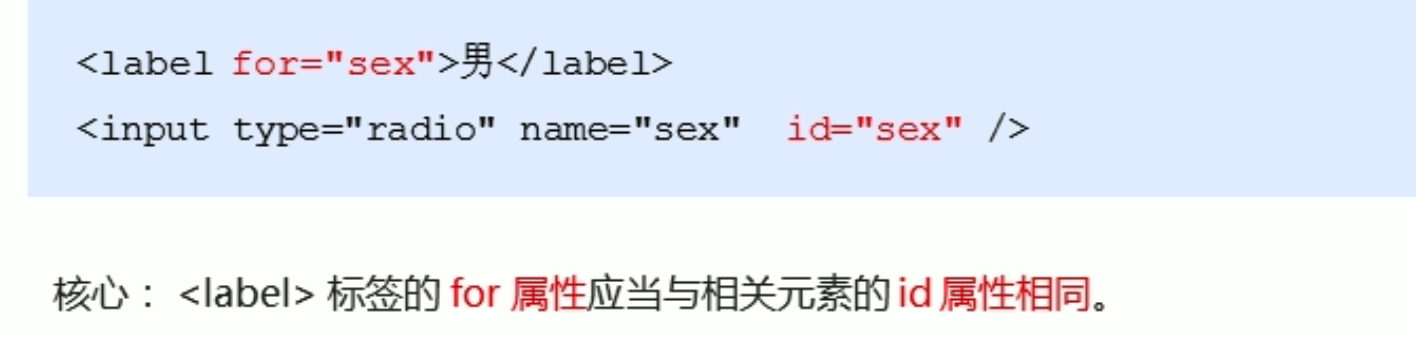 <label for="sex">男</label>
<input type="radio" name="sex"  id="sex" />
核心： <label> 标签的 for 属性应当与相关元素的 id 属性相同。